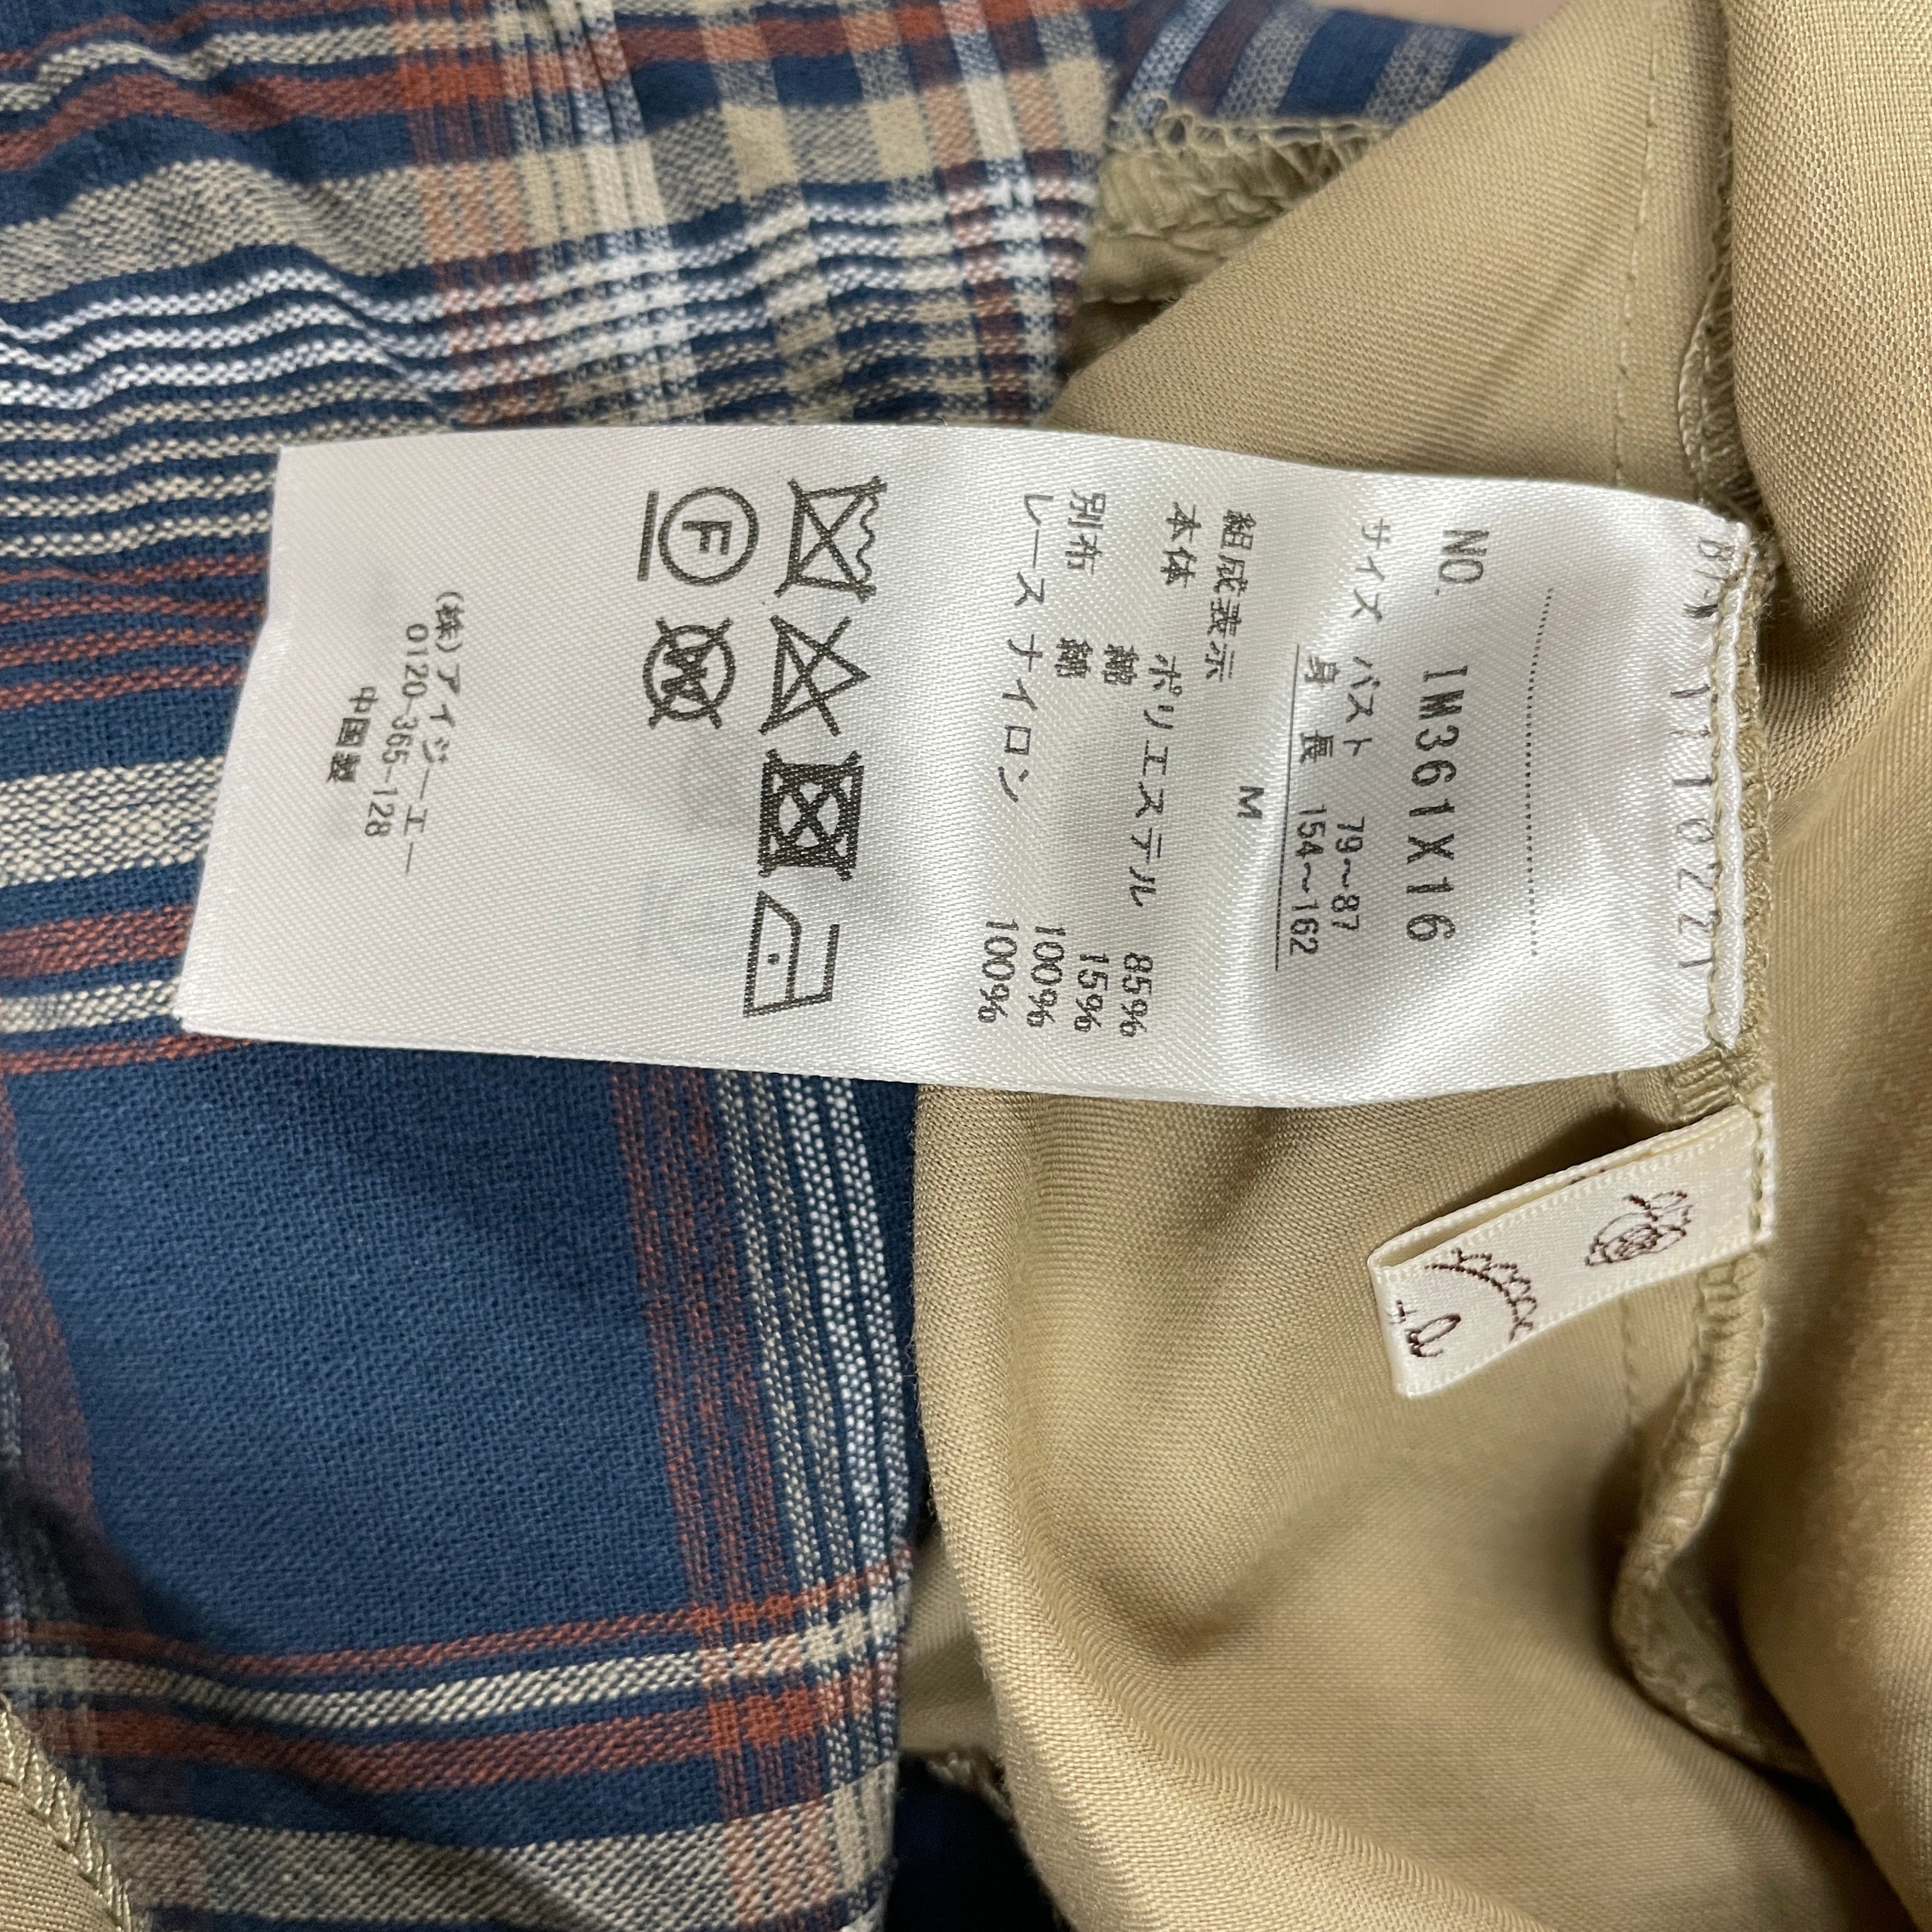 NO. IM361X16
サイズ バスト 79~87
身長 154~162
M
組成表示
本体 ポリエステル 85%
綿 15%
別布 綿 100%
レース ナイロン 100%
F
W
(株)アイジーエー
0120-365-128
中国製